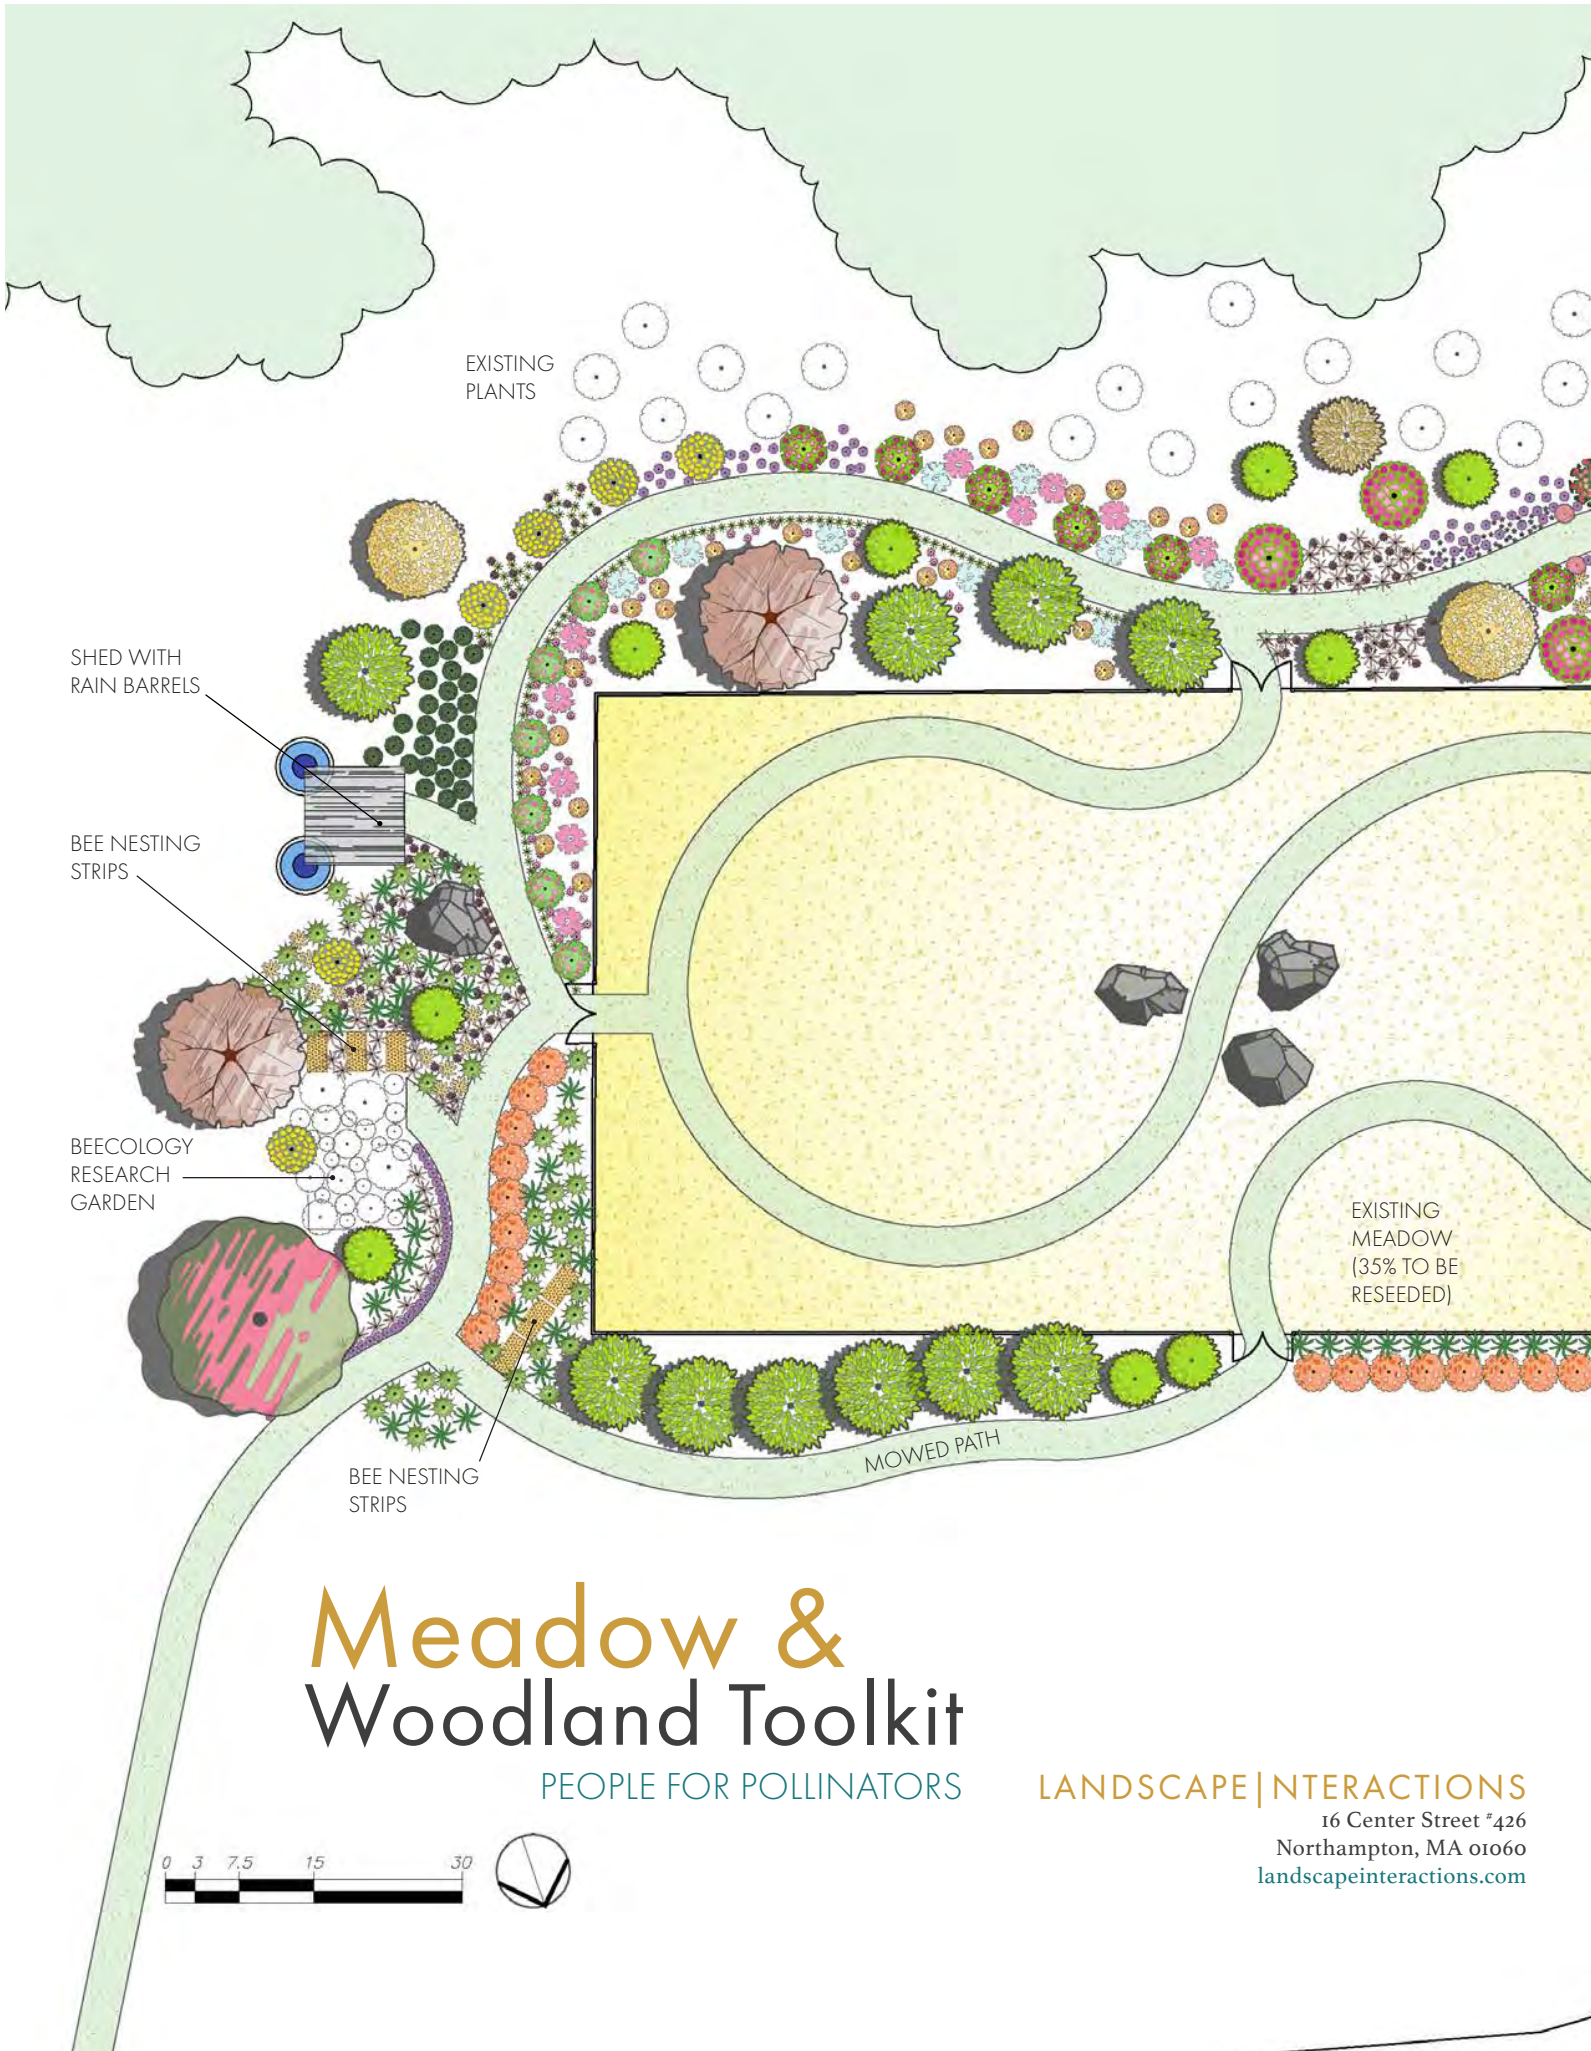 EXISTING
PLANTS
SHED WITH
RAIN BARRELS
BEE NESTING
STRIPS
BEECOLOGY
RESEARCH
GARDEN
EXISTING
MEADOW
(35% TO BE
RESEEDED)
MOWED PATH
BEE NESTING
STRIPS
Meadow &
Woodland Toolkit
PEOPLE FOR POLLINATORS
LANDSCAPE|NTERACTIONS
16 Center Street #426
Northampton, MA 01060
landscapeinteractions.com
0 3 7.5 15 30